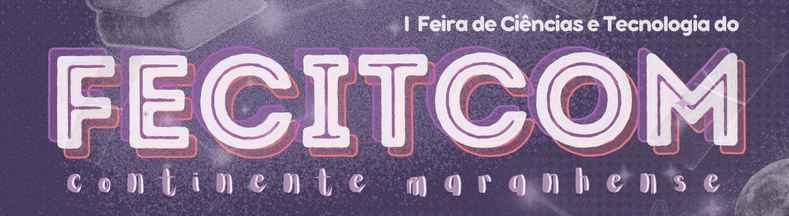 I Feira de Ciências e Tecnologia do
FECITCOM
continente maranhense